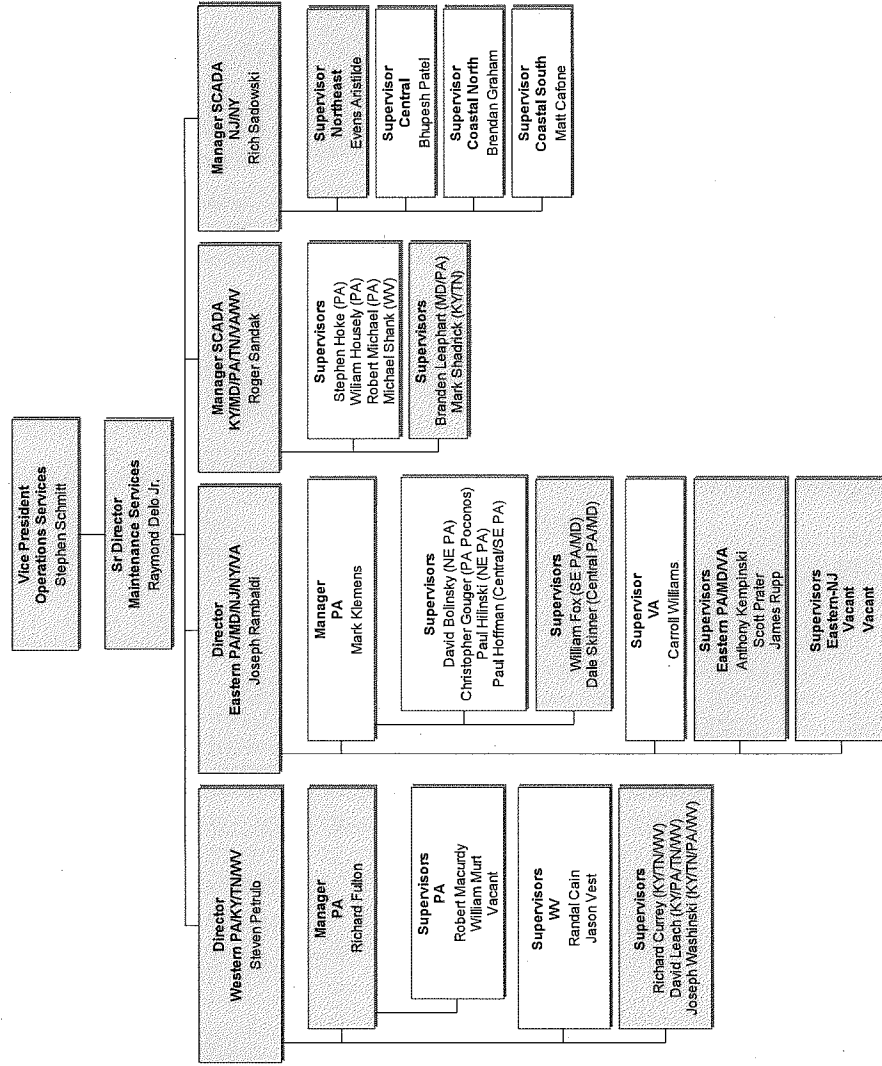 Vice President
Operations Services
Stephen Schmitt
Sr Director
Maintenance Services
Raymond Delo Jr.
Director
Western PA/KY/TN/WV
Steven Petrulo
Manager
PA
Richard Fulton
Supervisors
PA
Robert Macurdy
William Murt
Vacant
Supervisors
WV
Randal Cain
Jason Vest
Supervisors
Richard Currey (KY/TN/WV)
David Leach (KY/PA/TN/WV)
Joseph Washinski (KY/TN/PA/WV)
Director
Eastern PA/MD/NJ/NY/VA
Joseph Rambaldi
Manager
PA
Mark Klemens
Supervisors
David Bolinsky (NE PA)
Christopher Gouger (PA Poconos)
Paul Hilinski (NE PA)
Paul Hoffman (Central/SE PA)
Supervisors
William Fox (SE PA/MD)
Dale Skinner (Central PA/MD)
Supervisor
VA
Carroll Williams
Supervisors
Eastern PA/MD/VA
Anthony Kempinski
Scott Prater
James Rupp
Supervisors
Eastern-NJ
Vacant
Vacant
Manager SCADA
KY/MD/PA/TN/VA/WV
Roger Sandak
Supervisors
Stephen Hoke (PA)
Wiliam Housely (PA)
Robert Michael (PA)
Michael Shank (WV)
Supervisors
Branden Leaphart (MD/PA)
Mark Shadrick (KY/TN)
Manager SCADA
NJ/NY
Rich Sadowski
Supervisor
Northeast
Evens Aristilde
Supervisor
Central
Bhupesh Patel
Supervisor
Coastal North
Brendan Graham
Supervisor
Coastal South
Matt Cafone